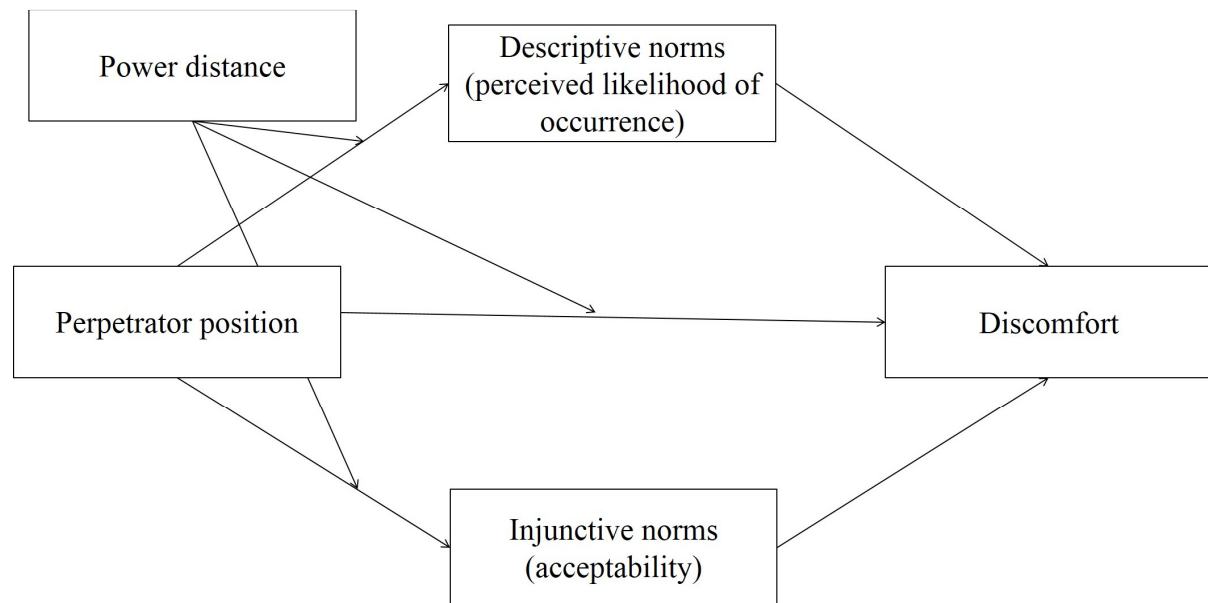 Power distance
Descriptive norms
(perceived likelihood of
occurrence)
Perpetrator position
Discomfort
Injunctive norms
(acceptability)